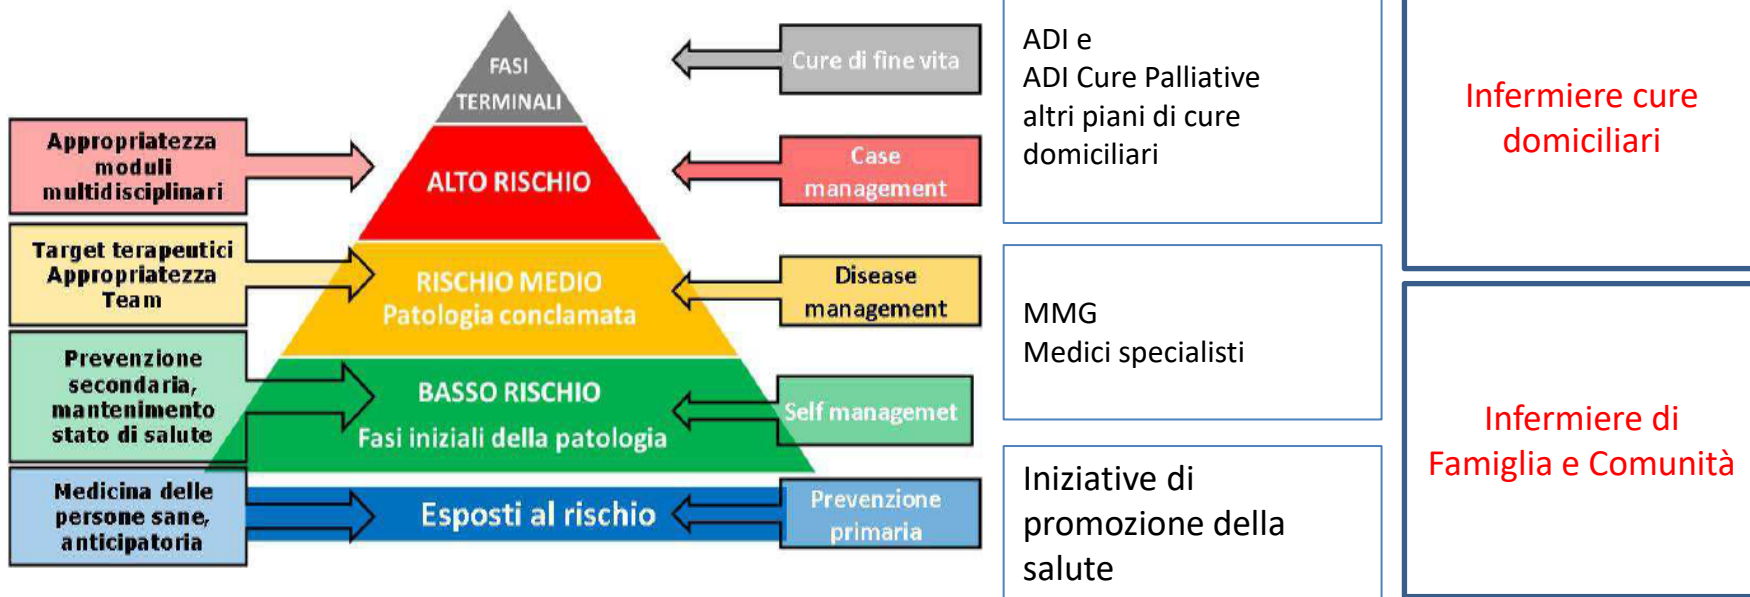 FASI
TERMINALI
Cure di fine vita
ADI e
ADI Cure Palliative
altri piani di cure
domiciliari
Infermiere cure
domiciliari
Appropriatezza
moduli
multidisciplinari
ALTO RISCHIO
Case
management
Target terapeutici
Appropriatezza
Team
RISCHIO MEDIO
Patologia conclamata
Disease
management
MMG
Medici specialisti
Prevenzione
secondaria,
mantenimento
stato di salute
BASSO RISCHIO
Fasi iniziali della patologia
Self managemet
Infermiere di
Famiglia e Comunità
Medicina delle
persone sane,
anticipatoria
Esposti al rischio
Prevenzione
primaria
Iniziative di
promozione della
salute